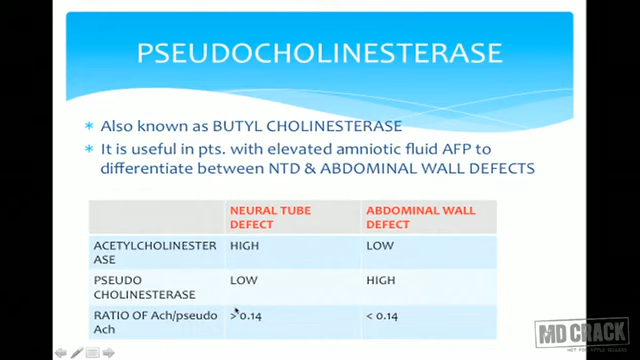 PSEUDOCHOLINESTERASE
* Also known as BUTYL CHOLINESTERASE
* It is useful in pts. with elevated amniotic fluid AFP to
differentiate between NTD & ABDOMINAL WALL DEFECTS
NEURAL TUBE DEFECT ABDOMINAL WALL DEFECT
ACETYLCHOLINESTERASE HIGH LOW
PSEUDO CHOLINESTERASE LOW HIGH
RATIO OF Ach/pseudo Ach > 0.14 < 0.14
MD CRACK